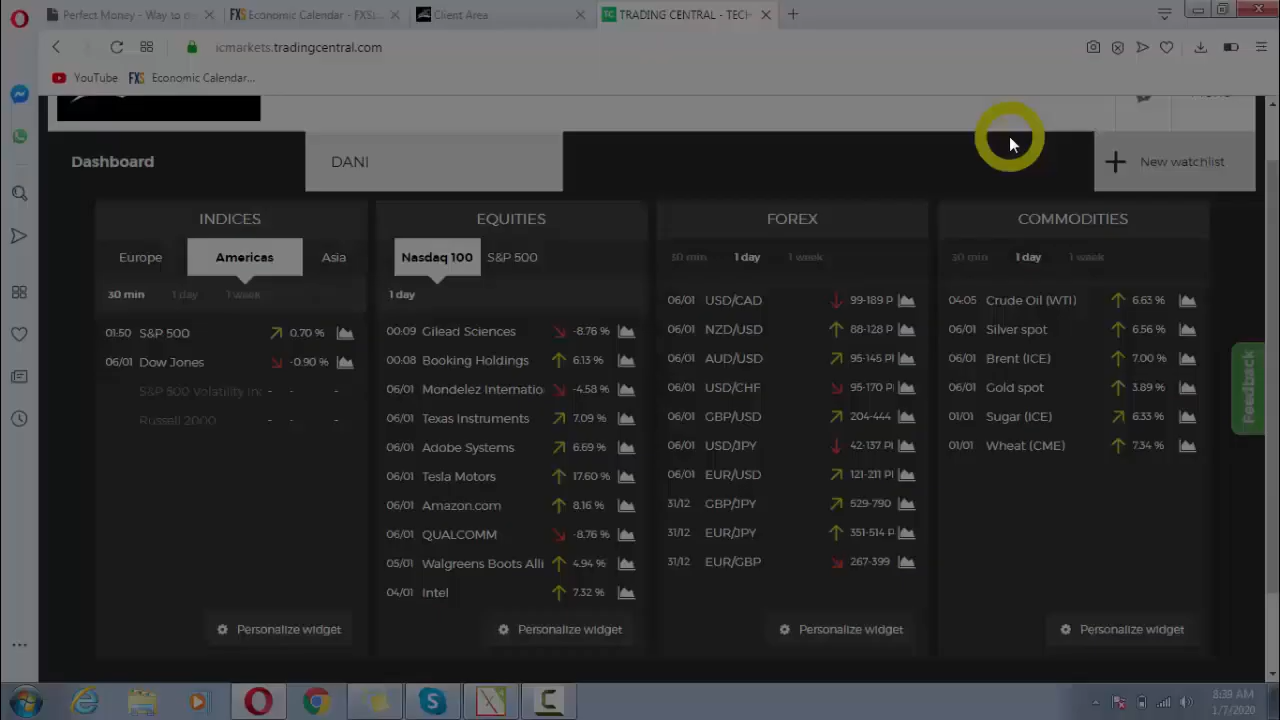 Perfect Money - Way to d
Economic Calendar - FXSt
Client Area
TRADING CENTRAL - TECH
icmarkets.tradingcentral.com
YouTube
Economic Calendar...
Dashboard
DANI
New watchlist
INDICES
Europe Americas Asia
30 min 1 day 1 week
01:50 S&P 500 0.70 %
06/01 Dow Jones -0.90 %
S&P 500 Volatility In - -
Russell 2000 - -
EQUITIES
Nasdaq 100 S&P 500
1 day
00:09 Gilead Sciences -8.76 %
00:08 Booking Holdings 6.13 %
06/01 Mondelez Internatio -4.58 %
06/01 Texas Instruments 7.09 %
06/01 Adobe Systems 6.69 %
06/01 Tesla Motors 17.60 %
06/01 Amazon.com 8.16 %
06/01 QUALCOMM -8.76 %
05/01 Walgreens Boots Alli 4.94 %
04/01 Intel 7.32 %
FOREX
30 min 1 day 1 week
06/01 USD/CAD 99-189 P
06/01 NZD/USD 88-128 P
06/01 AUD/USD 95-145 PI
06/01 USD/CHF 95-170 PI
06/01 GBP/USD 204-444
06/01 USD/JPY 42-137 PI
06/01 EUR/USD 121-211 PI
31/12 GBP/JPY 529-790
31/12 EUR/JPY 351-514 P
31/12 EUR/GBP 267-399
COMMODITIES
30 min 1 day 1 week
04:05 Crude Oil (WTI) 6.63 %
06/01 Silver spot 6.56 %
06/01 Brent (ICE) 7.00 %
06/01 Gold spot 3.89 %
01/01 Sugar (ICE) 6.33 %
01/01 Wheat (CME) 7.34 %
Personalize widget
Personalize widget
Personalize widget
Personalize widget
Feedback
8:39 AM
1/7/2020